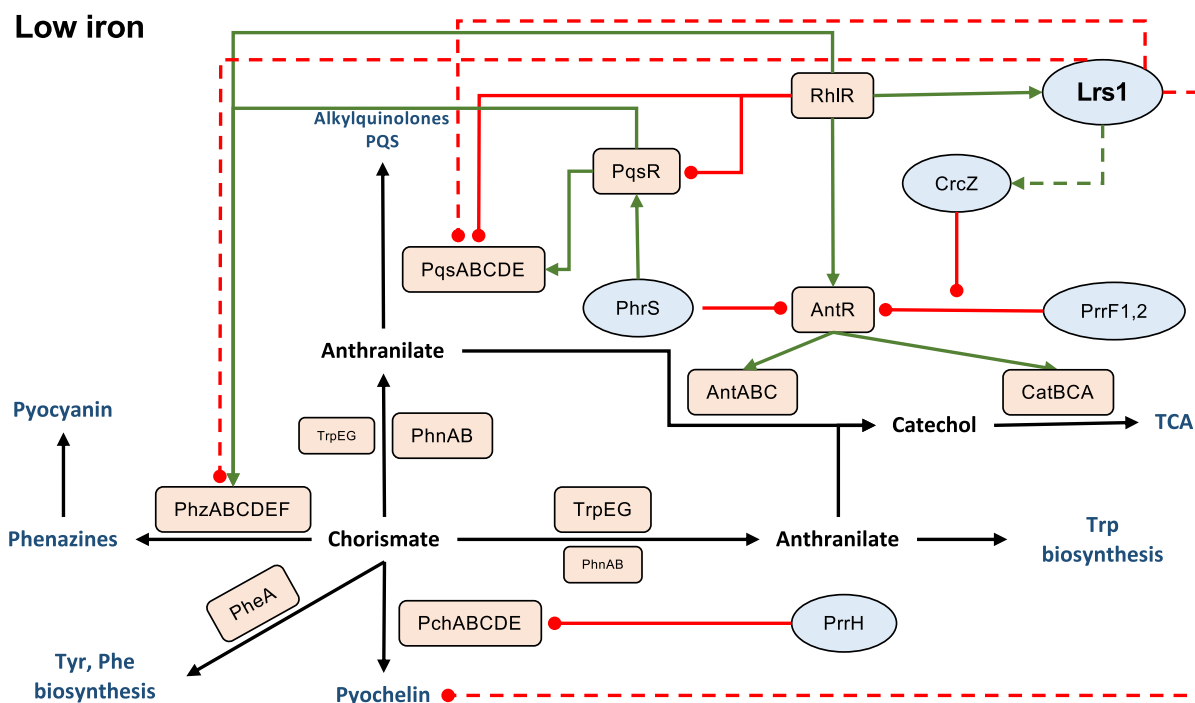 Low iron
RhlR
Lrs1
Alkylquinolones
PQS
PqsR
CrcZ
PqsABCDE
PhrS
AntR
PrrF1,2
Anthranilate
AntABC
CatBCA
Pyocyanin
TrpEG
PhnAB
Catechol
TCA
PhzABCDEF
TrpEG
Phenazines
Chorismate
Anthranilate
Trp
biosynthesis
PhnAB
PheA
PchABCDE
PrrH
Tyr, Phe
biosynthesis
Pyochelin